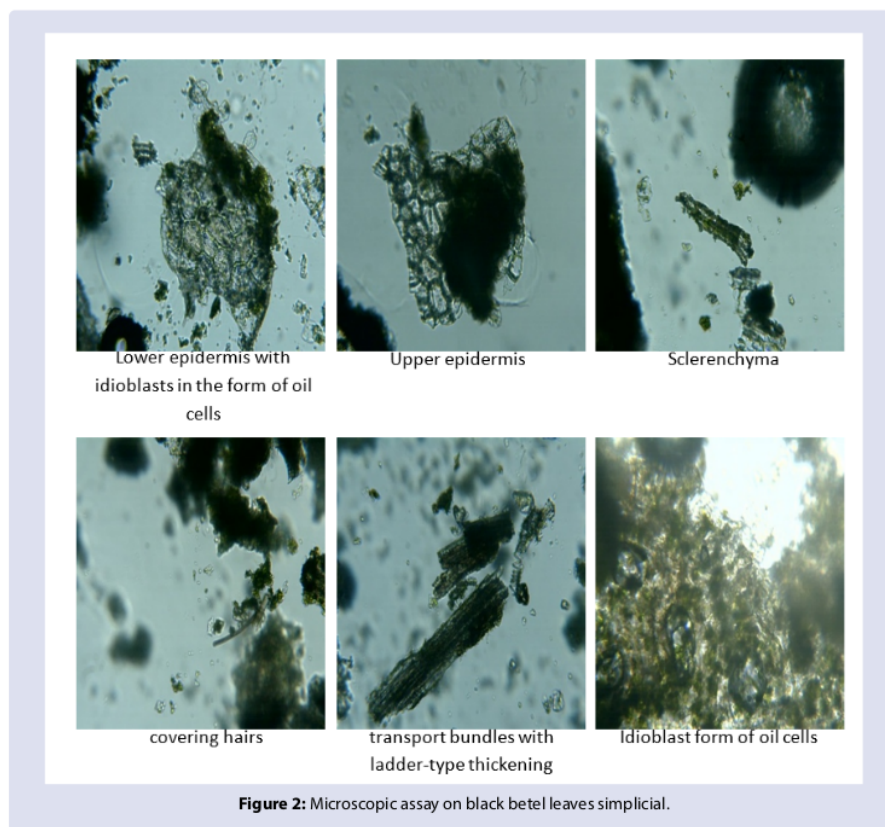 Lower epidermis with
idioblasts in the form of oil
cells
Upper epidermis
Sclerenchyma
covering hairs
transport bundles with
ladder-type thickening
Idioblast form of oil cells
Figure 2: Microscopic assay on black betel leaves simplicial.